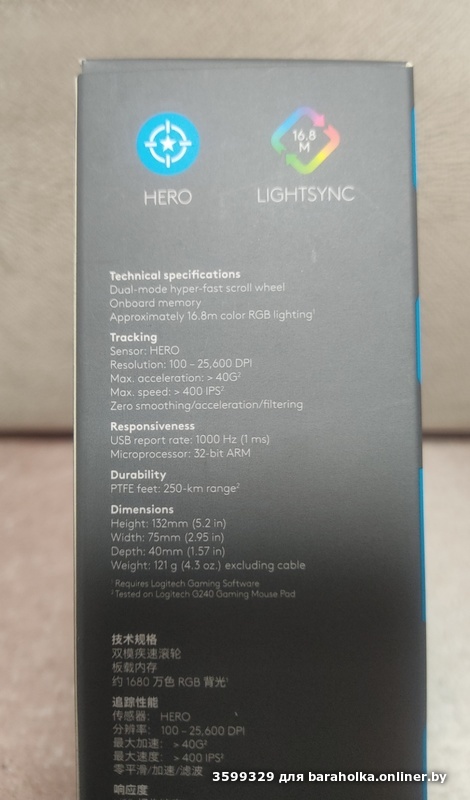 16.8
M
HERO
LIGHTSYNC
Technical specifications
Dual-mode hyper-fast scroll wheel
Onboard memory
Approximately 16.8m color RGB lighting¹
Tracking
Sensor: HERO
Resolution: 100 – 25,600 DPI
Max. acceleration: > 40G²
Max. speed: > 400 IPS²
Zero smoothing/acceleration/filtering
Responsiveness
USB report rate: 1000 Hz (1 ms)
Microprocessor: 32-bit ARM
Durability
PTFE feet: 250-km range²
Dimensions
Height: 132mm (5.2 in)
Width: 75mm (2.95 in)
Depth: 40mm (1.57 in)
Weight: 121 g (4.3 oz.) excluding cable
¹ Requires Logitech Gaming Software
² Tested on Logitech G240 Gaming Mouse Pad
技术规格
双模疾速滚轮
板载内存
约 1680 万色 RGB 背光¹
追踪性能
传感器： HERO
分辨率： 100 – 25,600 DPI
最大加速： > 40G²
最大速度： > 400 IPS²
零平滑/加速/滤波
响应度
3599329 для baraholka.onliner.by